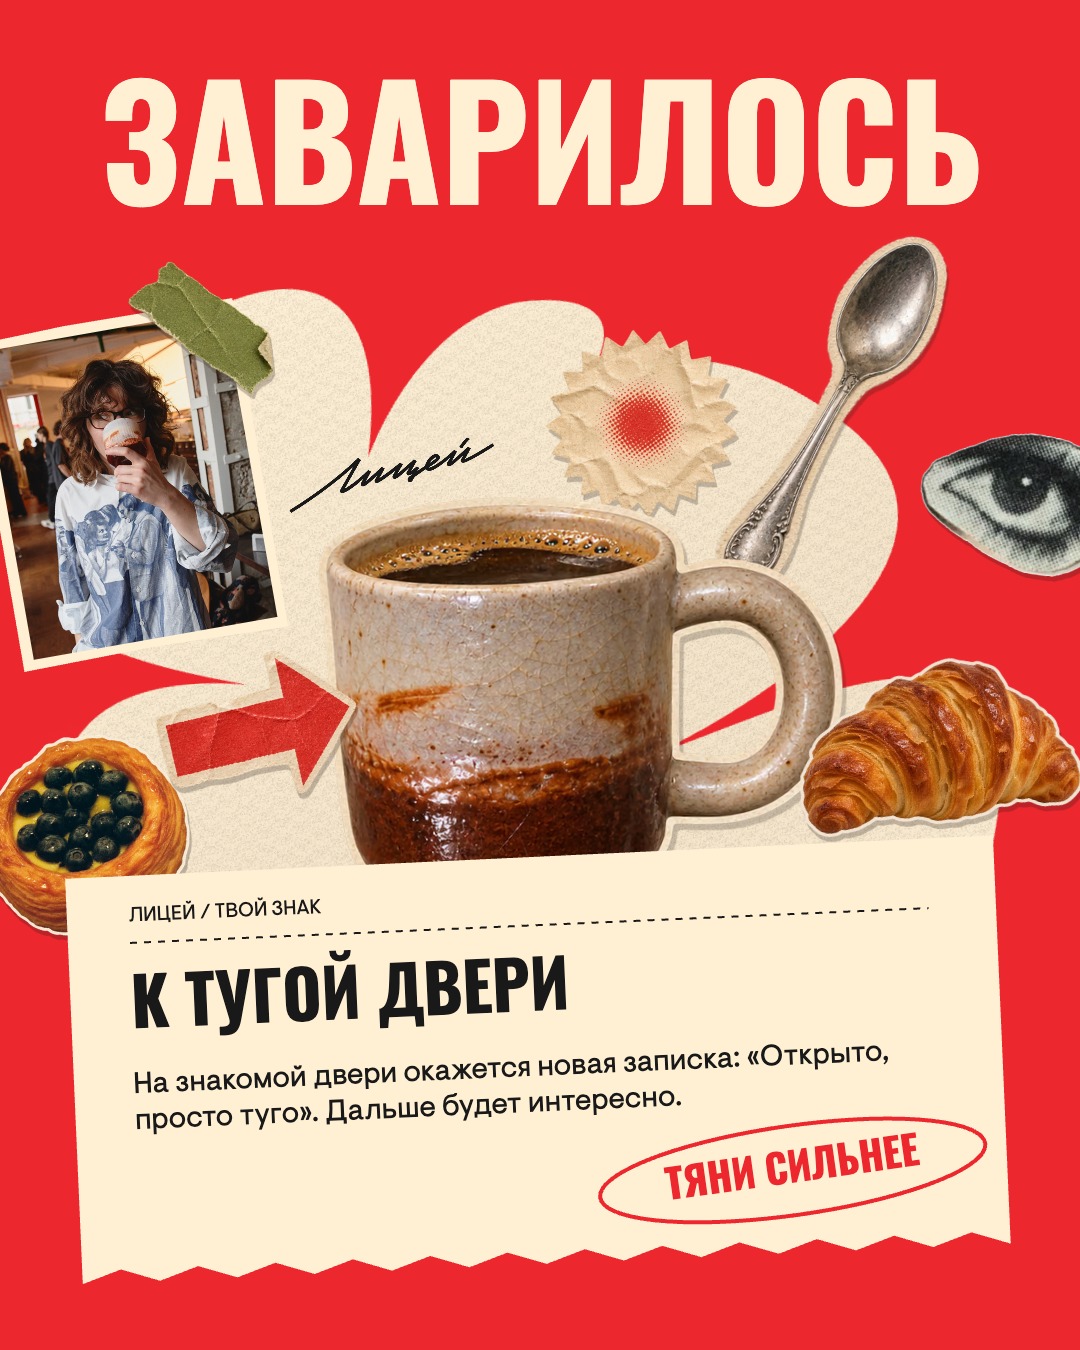 ЗАВАРИЛОСЬ
Лицей
ЛИЦЕЙ / ТВОЙ ЗНАК
К ТУГОЙ ДВЕРИ
На знакомой двери окажется новая записка: «Открыто,
просто туго». Дальше будет интересно.
ТЯНИ СИЛЬНЕЕ